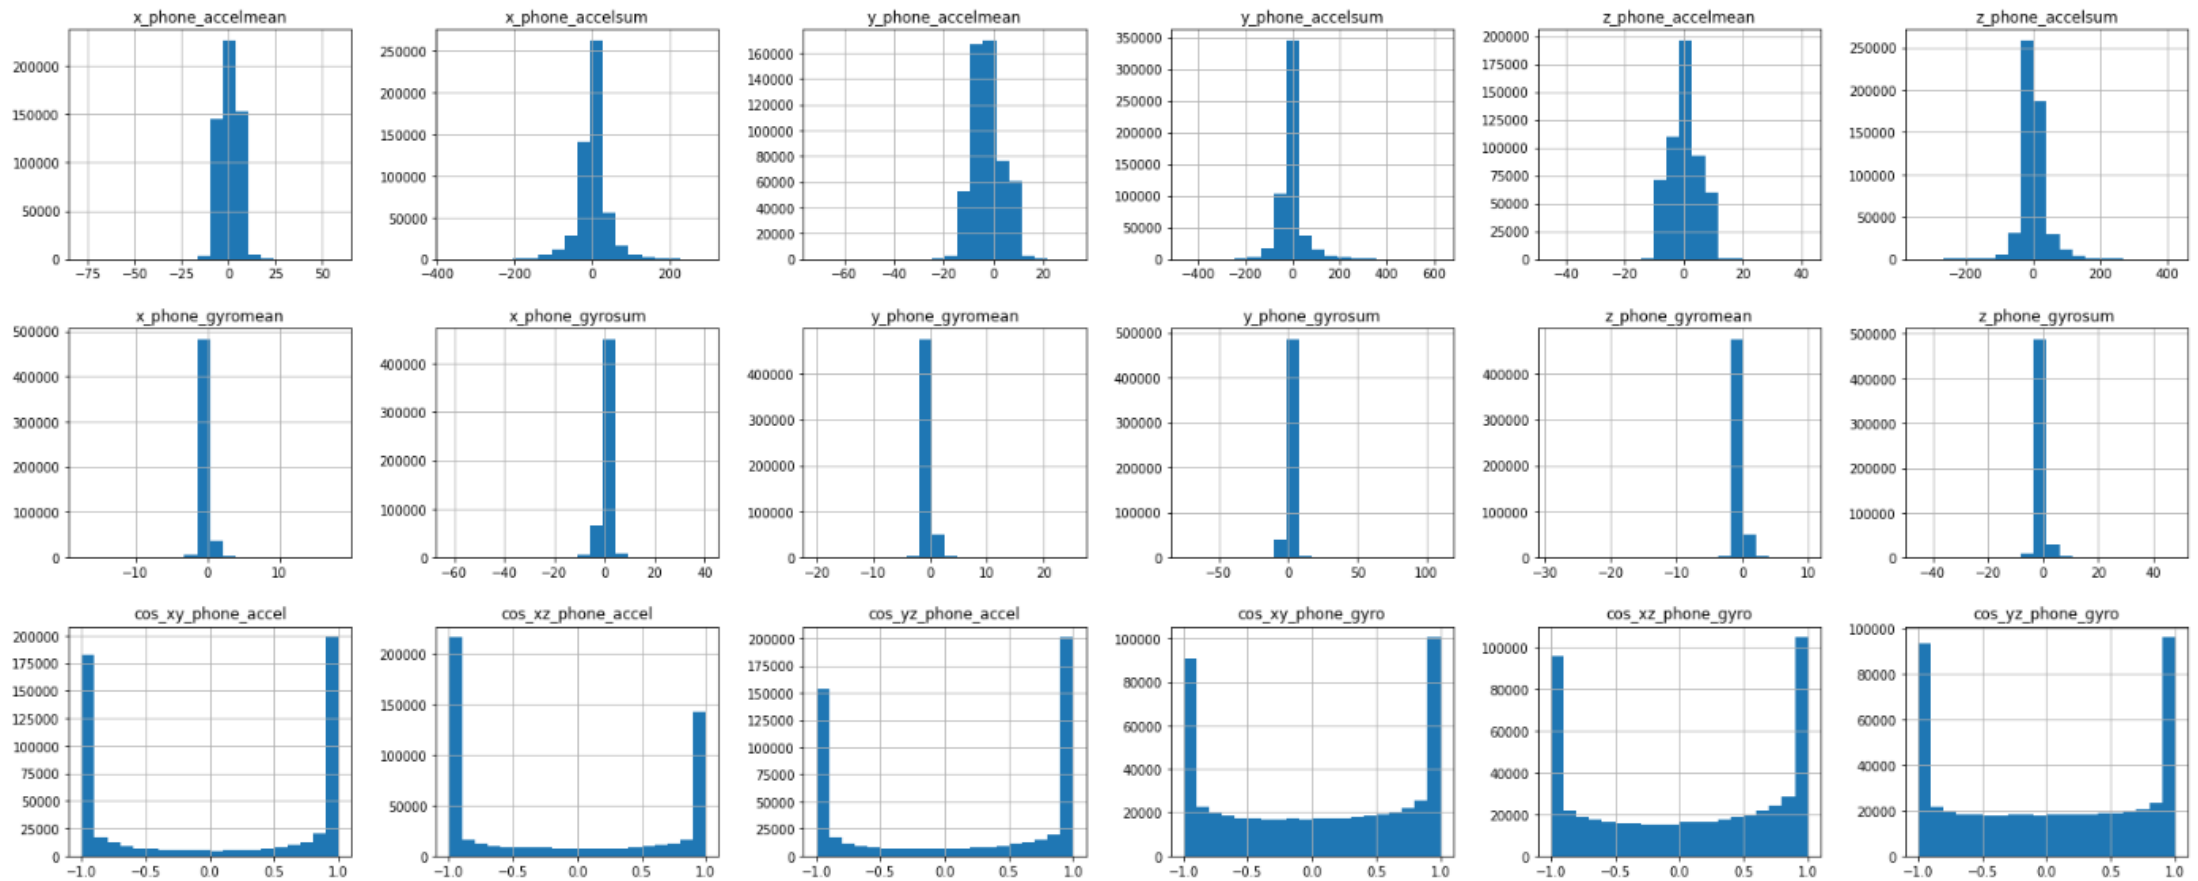 x_phone_accelmean x_phone_accelsum y_phone_accelmean y_phone_accelsum z_phone_accelmean z_phone_accelsum
200000 150000 100000 50000 0
−75 −50 −25 0 25 50
250000 200000 150000 100000 50000 0
−400 −200 0 200
160000 140000 120000 100000 80000 60000 40000 20000 0
−60 −40 −20 0 20
350000 300000 250000 200000 150000 100000 50000 0
−400 −200 0 200 400 600
200000 175000 150000 125000 100000 75000 50000 25000 0
−40 −20 0 20 40
250000 200000 150000 100000 50000 0
−200 0 200 400
x_phone_gyromean x_phone_gyrosum y_phone_gyromean y_phone_gyrosum z_phone_gyromean z_phone_gyrosum
500000 400000 300000 200000 100000 0
−10 0 10
400000 300000 200000 100000 0
−60 −40 −20 0 20 40
400000 300000 200000 100000 0
−20 −10 0 10 20
500000 400000 300000 200000 100000 0
−50 0 50 100
400000 300000 200000 100000 0
−30 −20 −10 0 10
500000 400000 300000 200000 100000 0
−40 −20 0 20 40
cos_xy_phone_accel cos_xz_phone_accel cos_yz_phone_accel cos_xy_phone_gyro cos_xz_phone_gyro cos_yz_phone_gyro
200000 175000 150000 125000 100000 75000 50000 25000 0
−1.0 −0.5 0.0 0.5 1.0
200000 150000 100000 50000 0
−1.0 −0.5 0.0 0.5 1.0
200000 175000 150000 125000 100000 75000 50000 25000 0
−1.0 −0.5 0.0 0.5 1.0
100000 80000 60000 40000 20000 0
−1.0 −0.5 0.0 0.5 1.0
100000 80000 60000 40000 20000 0
−1.0 −0.5 0.0 0.5 1.0
100000 80000 60000 40000 20000 0
−1.0 −0.5 0.0 0.5 1.0